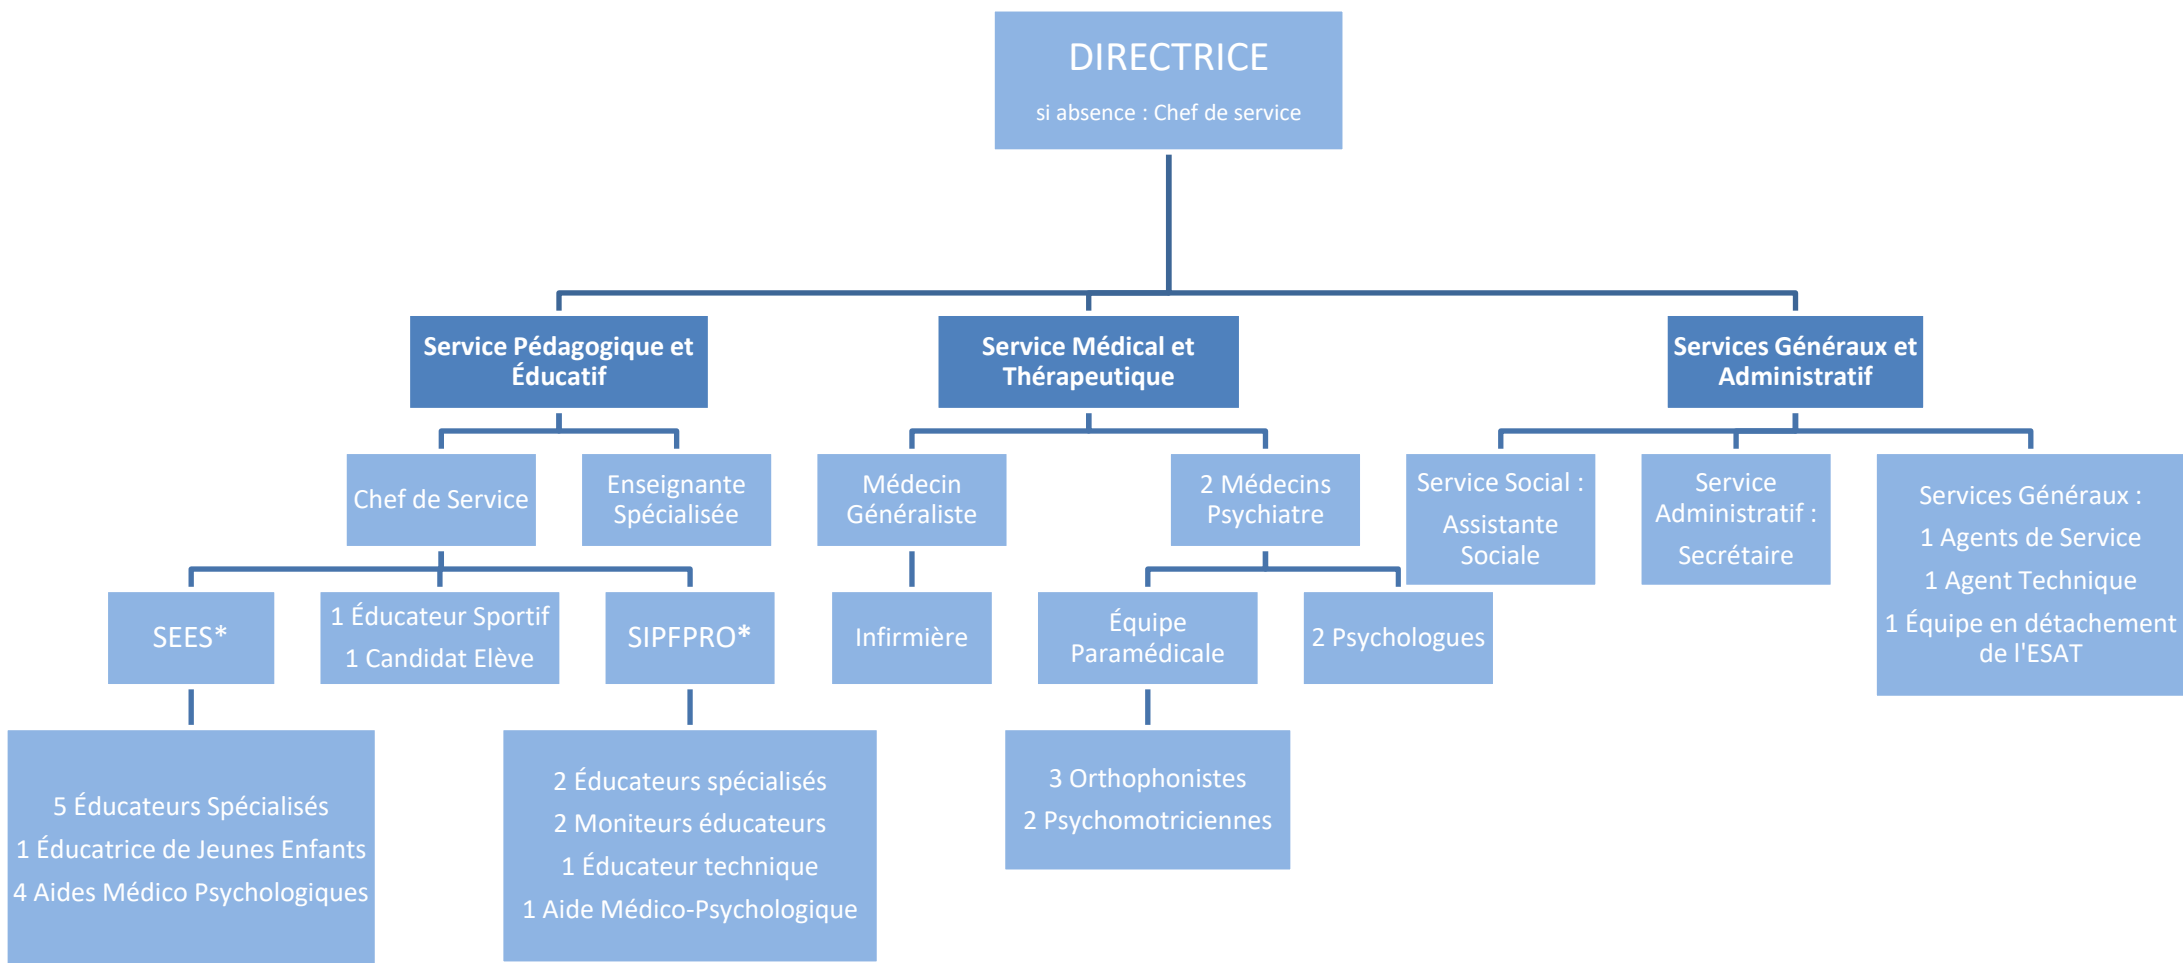 DIRECTRICE
si absence : Chef de service
Service Pédagogique et
Éducatif
Service Médical et
Thérapeutique
Services Généraux et
Administratif
Chef de Service
Enseignante
Spécialisée
Médecin
Généraliste
2 Médecins
Psychiatre
Service Social :
Assistante
Sociale
Service
Administratif :
Secrétaire
Services Généraux :
1 Agents de Service
1 Agent Technique
1 Équipe en détachement
de l'ESAT
SEES*
1 Éducateur Sportif
1 Candidat Elève
SIPFPRO*
Infirmière
Équipe
Paramédicale
2 Psychologues
5 Éducateurs Spécialisés
1 Éducatrice de Jeunes Enfants
4 Aides Médico Psychologiques
2 Éducateurs spécialisés
2 Moniteurs éducateurs
1 Éducateur technique
1 Aide Médico-Psychologique
3 Orthophonistes
2 Psychomotriciennes